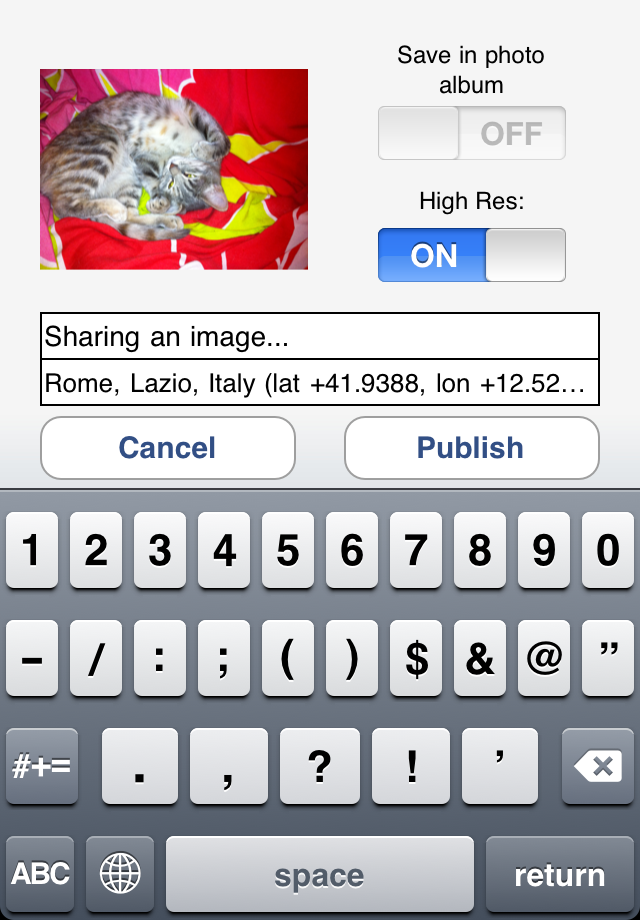 Save in photo
album
OFF
High Res:
ON
Sharing an image...
Rome, Lazio, Italy (lat +41.9388, lon +12.52...
Cancel Publish
1 2 3 4 5 6 7 8 9 0
- / : ; ( ) $ & @ ”
#+= . , ? ! ’
ABC space return